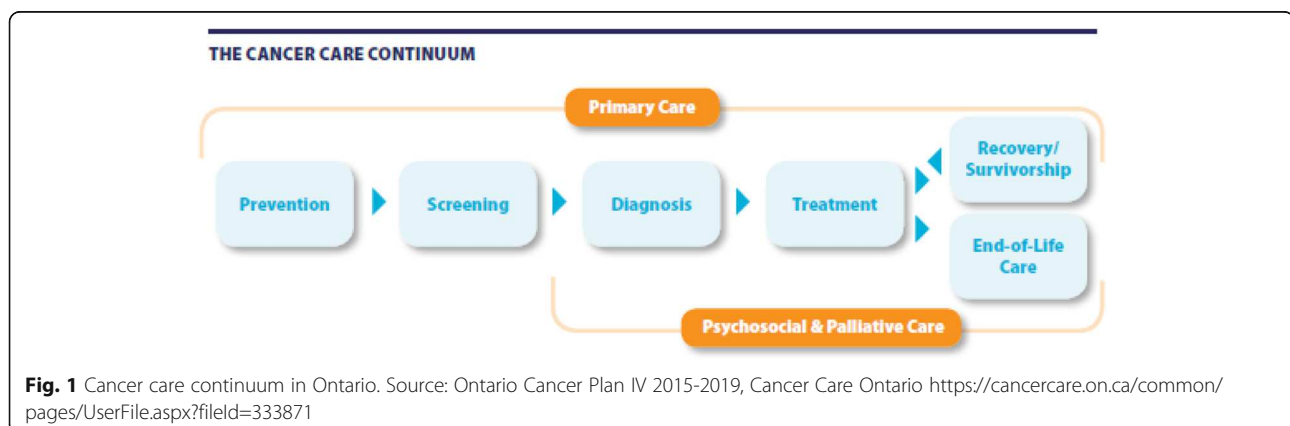 THE CANCER CARE CONTINUUM
Primary Care
Prevention
Screening
Diagnosis
Treatment
Recovery/
Survivorship
End-of-Life
Care
Psychosocial & Palliative Care
Fig. 1 Cancer care continuum in Ontario. Source: Ontario Cancer Plan IV 2015-2019, Cancer Care Ontario https://cancercare.on.ca/common/
pages/UserFile.aspx?fileId=333871